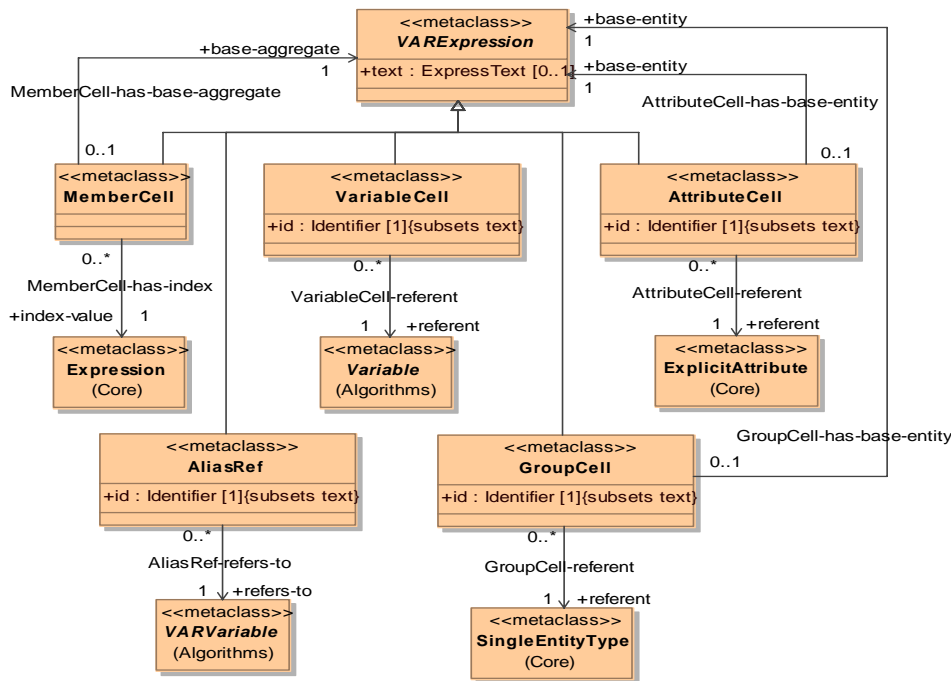 <<metaclass>>
VARExpression
+text : ExpressText [0..1]
+base-entity
1
+base-entity
1
+base-aggregate
1
MemberCell-has-base-aggregate
AttributeCell-has-base-entity
0..1
0..1
<<metaclass>>
MemberCell
<<metaclass>>
VariableCell
+id : Identifier [1]{subsets text}
<<metaclass>>
AttributeCell
+id : Identifier [1]{subsets text}
0..*
MemberCell-has-index
+index-value
1
0..*
VariableCell-referent
1
+referent
0..*
AttributeCell-referent
1
+referent
<<metaclass>>
Expression
(Core)
<<metaclass>>
Variable
(Algorithms)
<<metaclass>>
ExplicitAttribute
(Core)
GroupCell-has-base-entity
0..1
<<metaclass>>
AliasRef
+id : Identifier [1]{subsets text}
<<metaclass>>
GroupCell
+id : Identifier [1]{subsets text}
0..*
AliasRef-refers-to
1
+refers-to
0..*
GroupCell-referent
1
+referent
<<metaclass>>
VARVariable
(Algorithms)
<<metaclass>>
SingleEntityType
(Core)